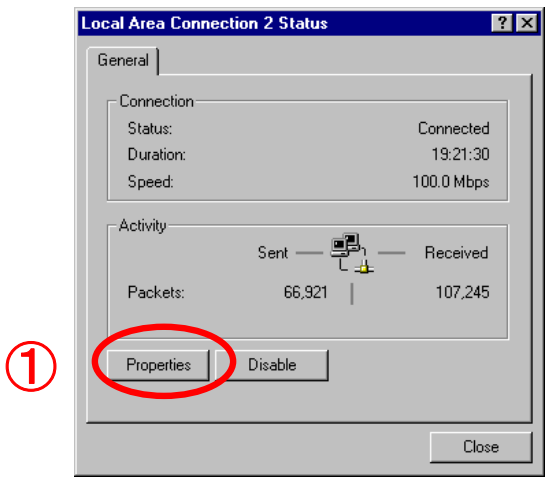 Local Area Connection 2 Status
General
Connection
Status: Connected
Duration: 19:21:30
Speed: 100.0 Mbps
Activity
Sent Received
Packets: 66,921 107,245
① Properties Disable
Close